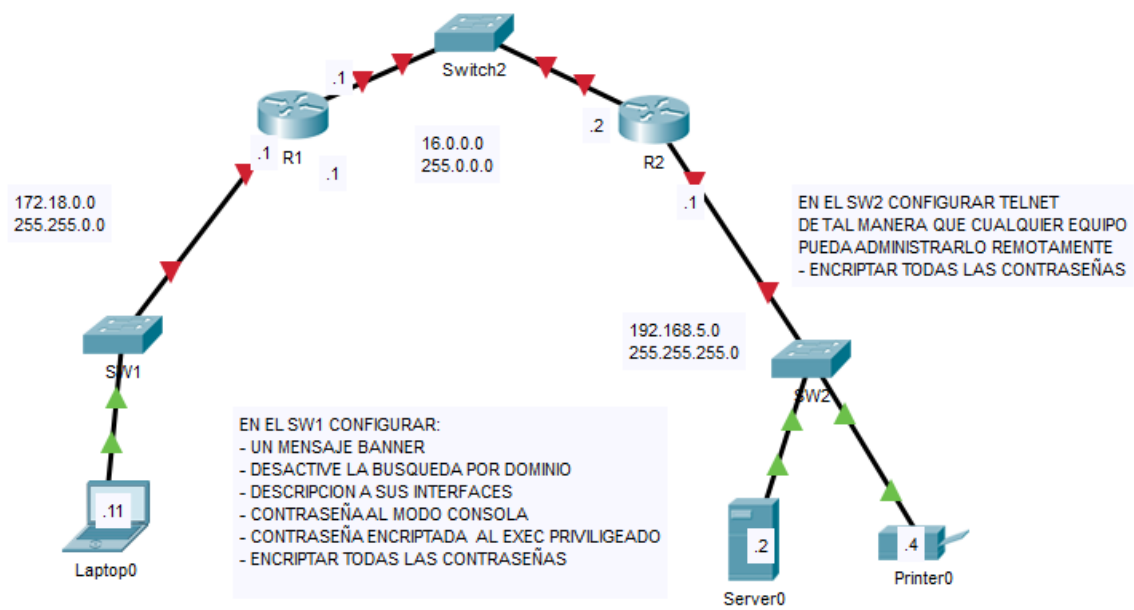 Switch2
.1
R1
.1
.1
16.0.0.0
255.0.0.0
.2
R2
.1
172.18.0.0
255.255.0.0
EN EL SW2 CONFIGURAR TELNET
DE TAL MANERA QUE CUALQUIER EQUIPO
PUEDA ADMINISTRARLO REMOTAMENTE
- ENCRIPTAR TODAS LAS CONTRASEÑAS
192.168.5.0
255.255.255.0
SW1
SW2
EN EL SW1 CONFIGURAR:
- UN MENSAJE BANNER
- DESACTIVE LA BUSQUEDA POR DOMINIO
- DESCRIPCION A SUS INTERFACES
- CONTRASEÑA AL MODO CONSOLA
- CONTRASEÑA ENCRIPTADA AL EXEC PRIVILIGEADO
- ENCRIPTAR TODAS LAS CONTRASEÑAS
.11
Laptop0
.2
Server0
.4
Printer0